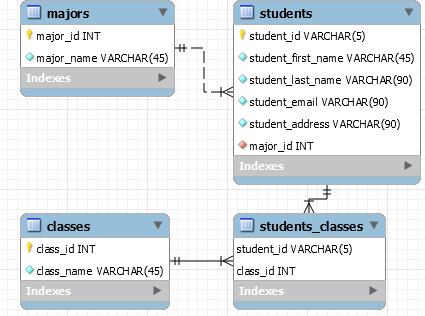 majors
major_id INT
major_name VARCHAR(45)
Indexes
students
student_id VARCHAR(5)
student_first_name VARCHAR(45)
student_last_name VARCHAR(90)
student_email VARCHAR(90)
student_address VARCHAR(90)
major_id INT
Indexes
classes
class_id INT
class_name VARCHAR(45)
Indexes
students_classes
student_id VARCHAR(5)
class_id INT
Indexes